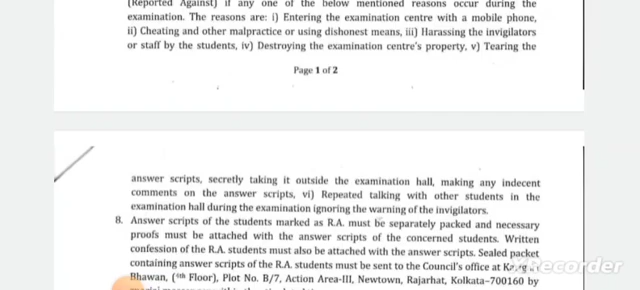 (Reported Against) if any one of the below mentioned reasons occur during the
examination. The reasons are: i) Entering the examination centre with a mobile phone,
ii) Cheating and other malpractice or using dishonest means, iii) Harassing the invigilators
or staff by the students, iv) Destroying the examination centre's property, v) Tearing the
Page 1 of 2
answer scripts, secretly taking it outside the examination hall, making any indecent
comments on the answer scripts, vi) Repeated talking with other students in the
examination hall during the examination ignoring the warning of the invigilators.
8. Answer scripts of the students marked as R.A. must be separately packed and necessary
proofs must be attached with the answer scripts of the concerned students. Written
confession of the R.A. students must also be attached with the answer scripts. Sealed packet
containing answer scripts of the R.A. students must be sent to the Council's office at
Bhawan, Floor), Plot No. B/7, Action Area-III, Newtown, Rajarhat, Kolkata-700160 by
Recorder